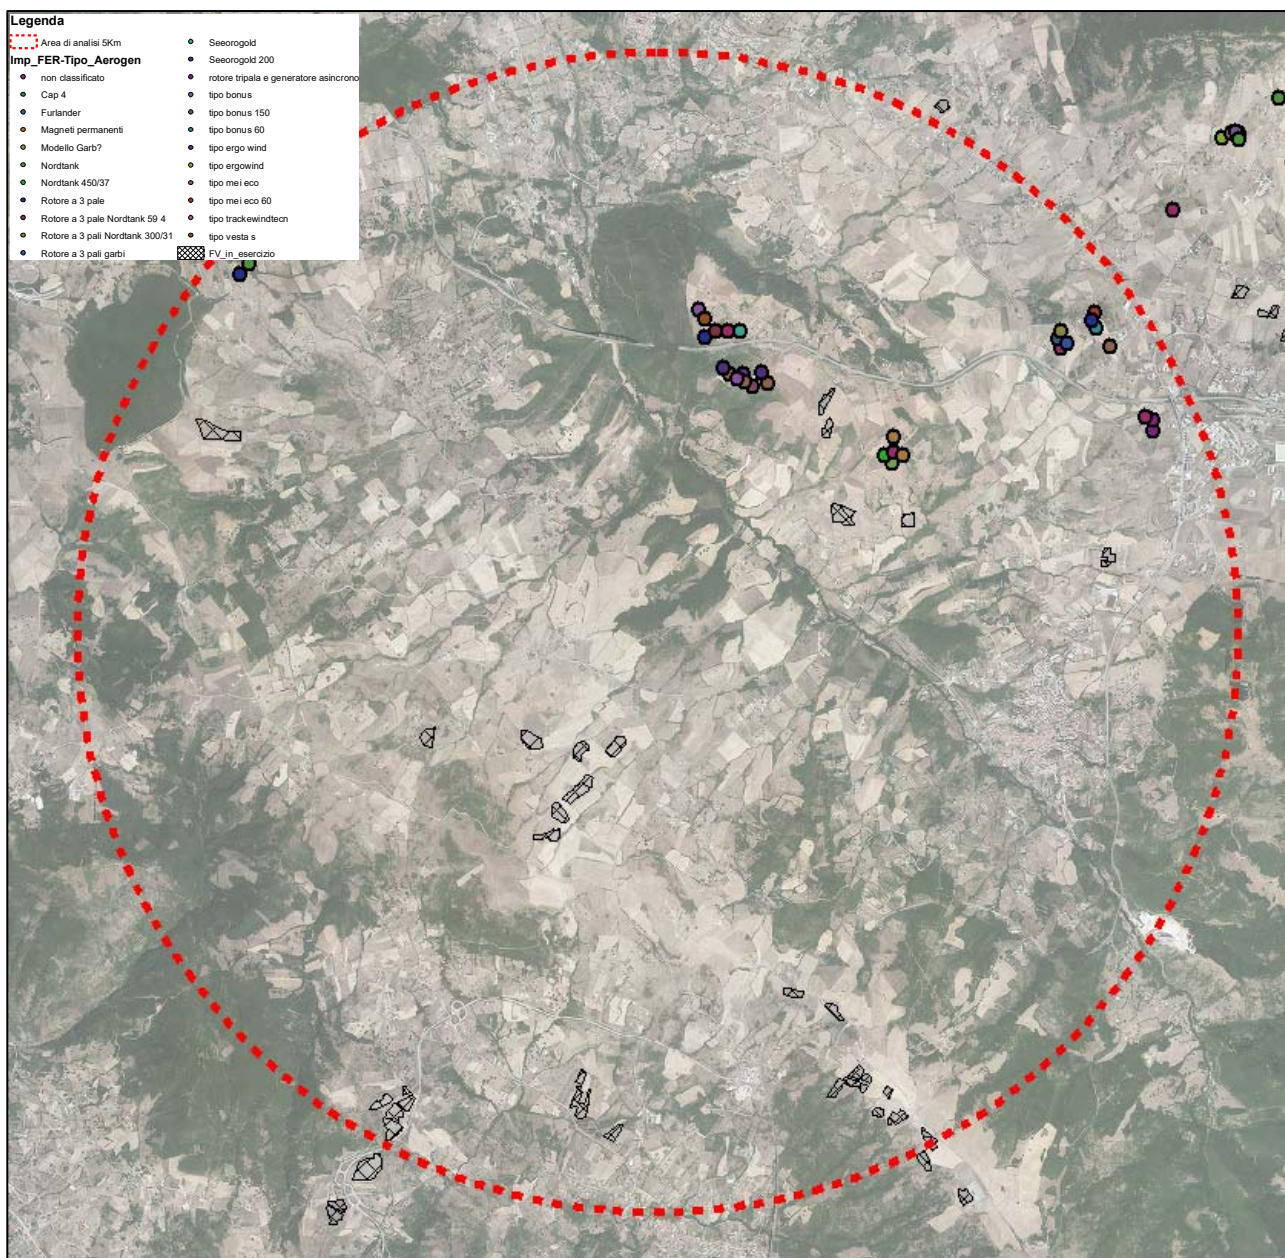 Legenda
Area di analisi 5Km
Imp_FER-Tipo_Aerogen
non classificato
Cap 4
Furlander
Magneti permanenti
Modello Garb?
Nordtank
Nordtank 450/37
Rotore a 3 pale
Rotore a 3 pale Nordtank 59 4
Rotore a 3 pali Nordtank 300/31
Rotore a 3 pali garbi
Seeorogold
Seeorogold 200
rotore tripala e generatore asincrono
tipo bonus
tipo bonus 150
tipo bonus 60
tipo ergo wind
tipo ergowind
tipo mei eco
tipo mei eco 60
tipo trackewindtecn
tipo vesta s
FV_in_esercizio